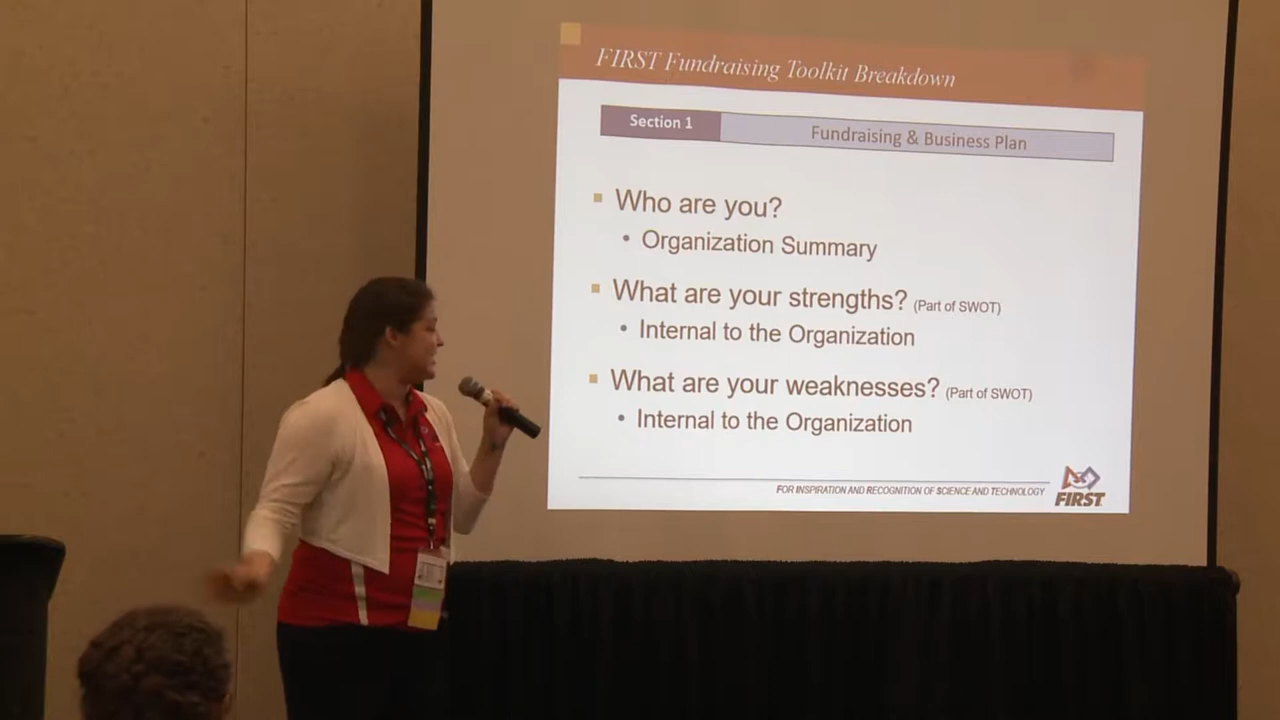 FIRST Fundraising Toolkit Breakdown
Section 1
Fundraising & Business Plan
Who are you?
• Organization Summary
What are your strengths? (Part of SWOT)
• Internal to the Organization
What are your weaknesses? (Part of SWOT)
• Internal to the Organization
FOR INSPIRATION AND RECOGNITION OF SCIENCE AND TECHNOLOGY
FIRST